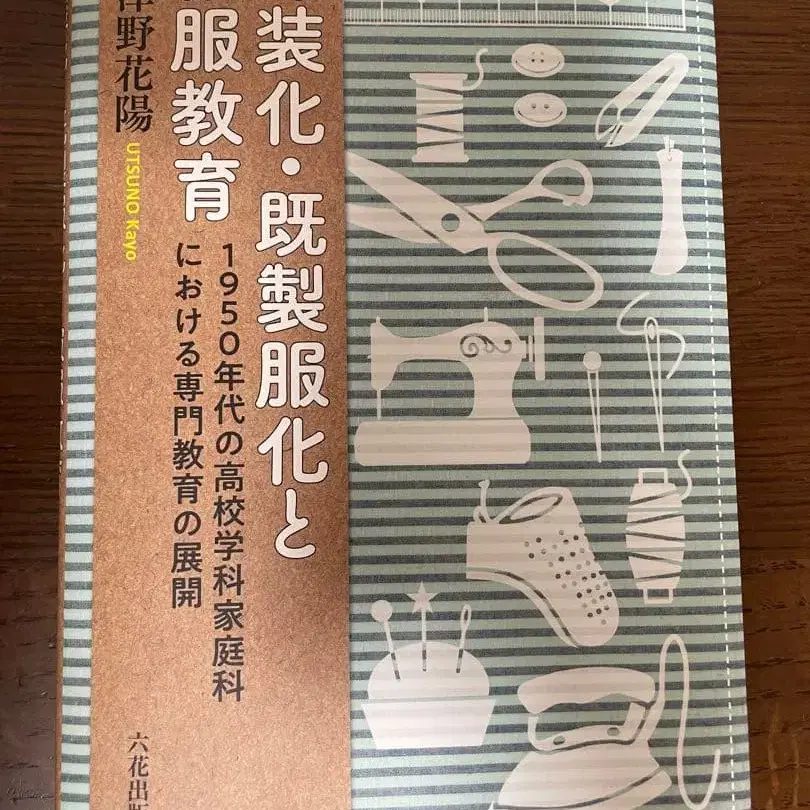 装化・既製服化と
服教育
1950年代の高校学科家庭科
における専門教育の展開
津野花陽
UTSUNO Kayo
六花出版